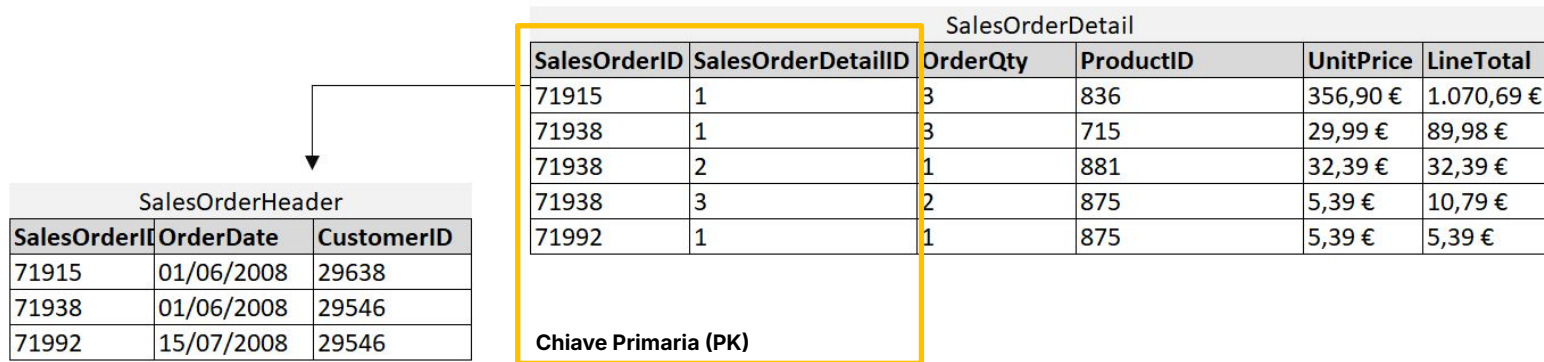 SalesOrderDetail
SalesOrderID SalesOrderDetailID OrderQty ProductID UnitPrice LineTotal
71915 1 3 836 356,90 € 1.070,69 €
71938 1 3 715 29,99 € 89,98 €
71938 2 1 881 32,39 € 32,39 €
71938 3 2 875 5,39 € 10,79 €
71992 1 1 875 5,39 € 5,39 €
SalesOrderHeader
SalesOrderID OrderDate CustomerID
71915 01/06/2008 29638
71938 01/06/2008 29546
71992 15/07/2008 29546
Chiave Primaria (PK)